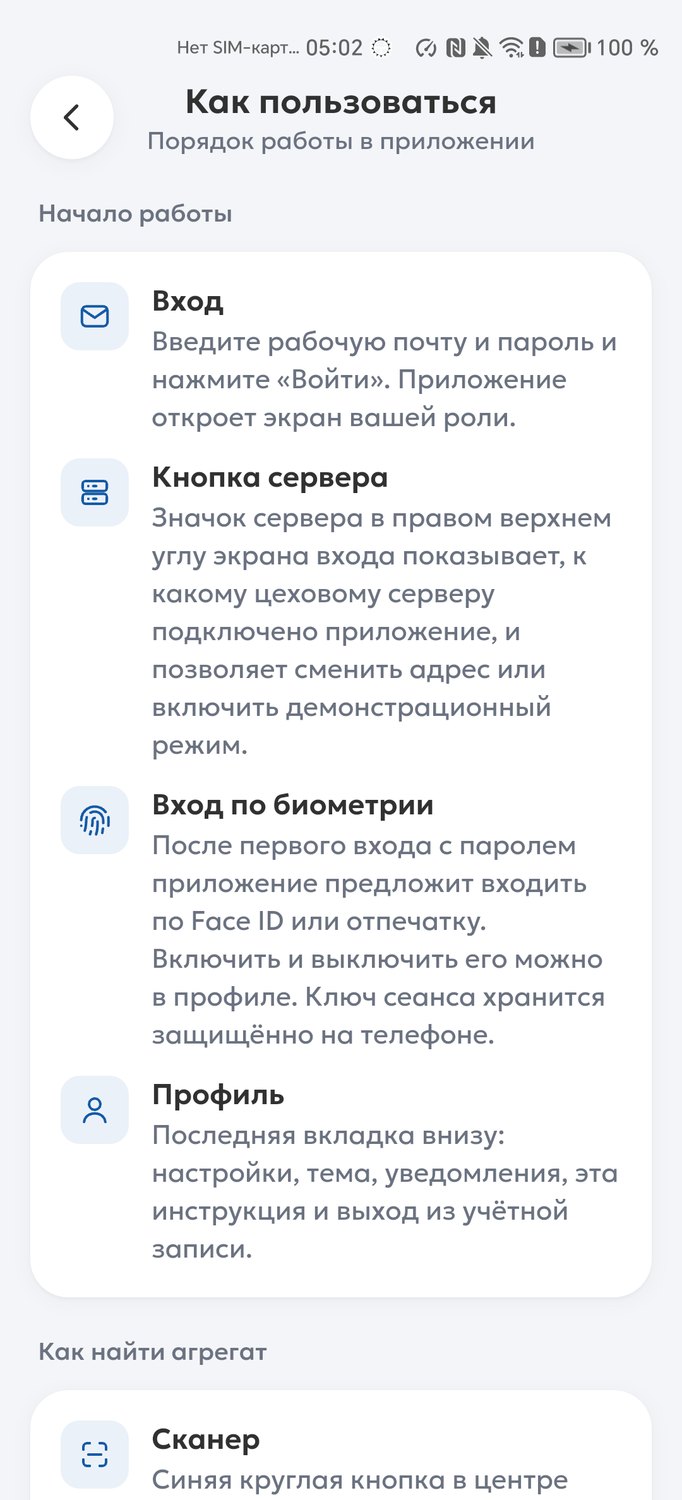 Нет SIM-карт... 05:02 100 %
Как пользоваться
Порядок работы в приложении
Начало работы
Вход
Введите рабочую почту и пароль и
нажмите «Войти». Приложение
откроет экран вашей роли.
Кнопка сервера
Значок сервера в правом верхнем
углу экрана входа показывает, к
какому цеховому серверу
подключено приложение, и
позволяет сменить адрес или
включить демонстрационный
режим.
Вход по биометрии
После первого входа с паролем
приложение предложит входить
по Face ID или отпечатку.
Включить и выключить его можно
в профиле. Ключ сеанса хранится
защищённо на телефоне.
Профиль
Последняя вкладка внизу:
настройки, тема, уведомления, эта
инструкция и выход из учётной
записи.
Как найти агрегат
Сканер
Синяя круглая кнопка в центре